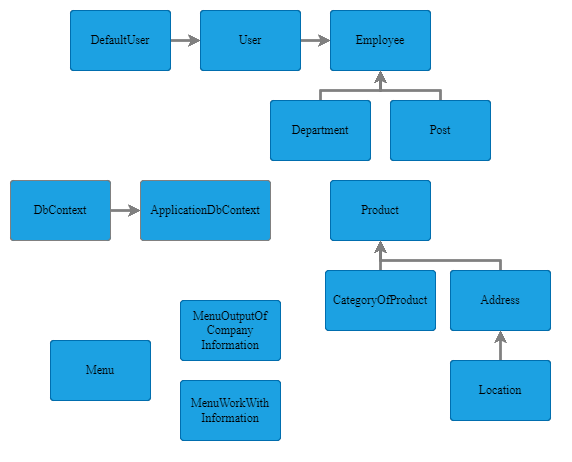 DefaultUser
User
Employee
Department
Post
DbContext
ApplicationDbContext
Product
CategoryOfProduct
Address
MenuOutputOf
Company
Information
Menu
Location
MenuWorkWith
Information